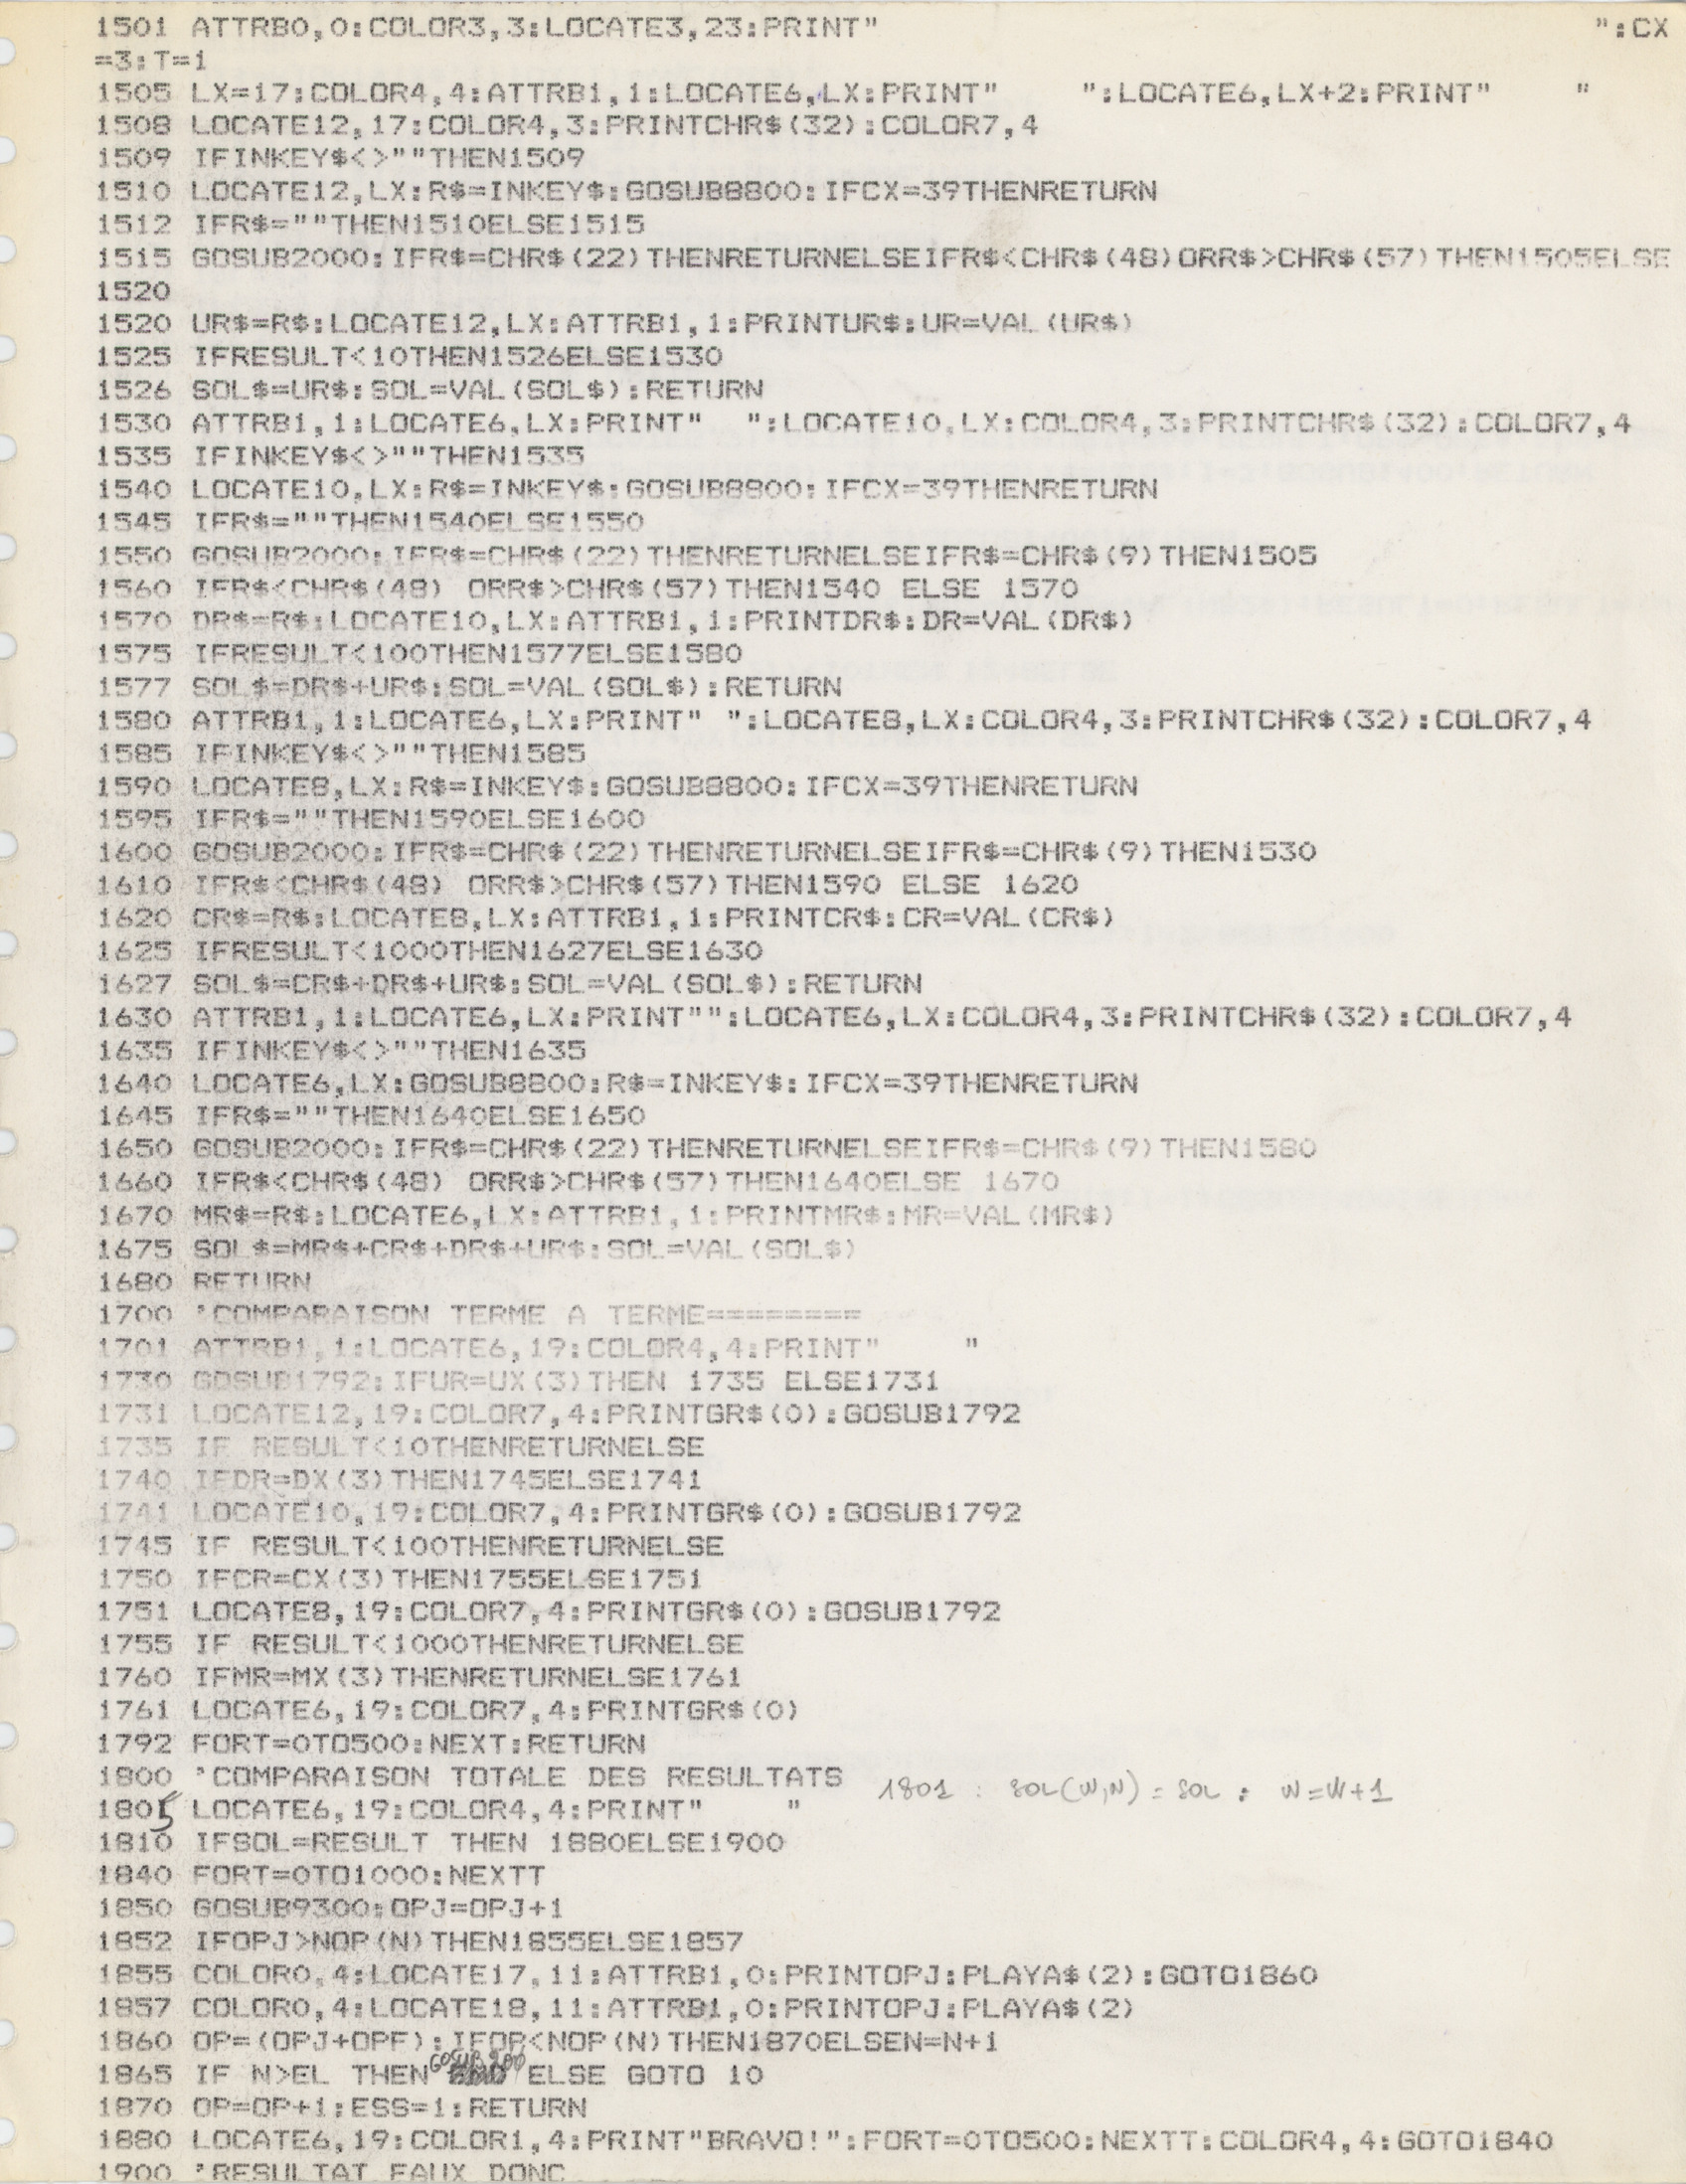 1501 ATTRB0,0:COLOR3,3:LOCATE3,23:PRINT"                                    ":CX
=3:T=1
1505 LX=17:COLOR4,4:ATTRB1,1:LOCATE6,LX:PRINT"    ":LOCATE6,LX+2:PRINT"    "
1508 LOCATE12,17:COLOR4,3:PRINTCHR$(32):COLOR7,4
1509 IFINKEY$<>""THEN1509
1510 LOCATE12,LX:R$=INKEY$:GOSUB8800:IFCX=39THENRETURN
1512 IFR$=""THEN1510ELSE1515
1515 GOSUB2000:IFR$=CHR$(22)THENRETURNELSEIFR$<CHR$(48)ORR$>CHR$(57)THEN1505ELSE
1520
1520 UR$=R$:LOCATE12,LX:ATTRB1,1:PRINTUR$:UR=VAL(UR$)
1525 IFRESULT<10THEN1526ELSE1530
1526 SOL$=UR$:SOL=VAL(SOL$):RETURN
1530 ATTRB1,1:LOCATE6,LX:PRINT"  ":LOCATE10,LX:COLOR4,3:PRINTCHR$(32):COLOR7,4
1535 IFINKEY$<>""THEN1535
1540 LOCATE10,LX:R$=INKEY$:GOSUB8800:IFCX=39THENRETURN
1545 IFR$=""THEN1540ELSE1550
1550 GOSUB2000:IFR$=CHR$(22)THENRETURNELSEIFR$=CHR$(9)THEN1505
1560 IFR$<CHR$(48) ORR$>CHR$(57)THEN1540 ELSE 1570
1570 DR$=R$:LOCATE10,LX:ATTRB1,1:PRINTDR$:DR=VAL(DR$)
1575 IFRESULT<100THEN1577ELSE1580
1577 SOL$=DR$+UR$:SOL=VAL(SOL$):RETURN
1580 ATTRB1,1:LOCATE6,LX:PRINT" ":LOCATE8,LX:COLOR4,3:PRINTCHR$(32):COLOR7,4
1585 IFINKEY$<>""THEN1585
1590 LOCATE8,LX:R$=INKEY$:GOSUB8800:IFCX=39THENRETURN
1595 IFR$=""THEN1590ELSE1600
1600 GOSUB2000:IFR$=CHR$(22)THENRETURNELSEIFR$=CHR$(9)THEN1530
1610 IFR$<CHR$(48) ORR$>CHR$(57)THEN1590 ELSE 1620
1620 CR$=R$:LOCATE8,LX:ATTRB1,1:PRINTCR$:CR=VAL(CR$)
1625 IFRESULT<1000THEN1627ELSE1630
1627 SOL$=CR$+DR$+UR$:SOL=VAL(SOL$):RETURN
1630 ATTRB1,1:LOCATE6,LX:PRINT"":LOCATE6,LX:COLOR4,3:PRINTCHR$(32):COLOR7,4
1635 IFINKEY$<>""THEN1635
1640 LOCATE6,LX:GOSUB8800:R$=INKEY$:IFCX=39THENRETURN
1645 IFR$=""THEN1640ELSE1650
1650 GOSUB2000:IFR$=CHR$(22)THENRETURNELSEIFR$=CHR$(9)THEN1580
1660 IFR$<CHR$(48) ORR$>CHR$(57)THEN1640ELSE 1670
1670 MR$=R$:LOCATE6,LX:ATTRB1,1:PRINTMR$:MR=VAL(MR$)
1675 SOL$=MR$+CR$+DR$+UR$:SOL=VAL(SOL$)
1680 RETURN
1700 'COMPARAISON TERME A TERME========
1701 ATTRB1,1:LOCATE6,19:COLOR4,4:PRINT"    "
1730 GOSUB1792:IFUR=UX(3)THEN 1735 ELSE1731
1731 LOCATE12,19:COLOR7,4:PRINTGR$(0):GOSUB1792
1735 IF RESULT<10THENRETURNELSE
1740 IFDR=DX(3)THEN1745ELSE1741
1741 LOCATE10,19:COLOR7,4:PRINTGR$(0):GOSUB1792
1745 IF RESULT<100THENRETURNELSE
1750 IFCR=CX(3)THEN1755ELSE1751
1751 LOCATE8,19:COLOR7,4:PRINTGR$(0):GOSUB1792
1755 IF RESULT<1000THENRETURNELSE
1760 IFMR=MX(3)THENRETURNELSE1761
1761 LOCATE6,19:COLOR7,4:PRINTGR$(0)
1792 FORT=0TO500:NEXT:RETURN
1800 'COMPARAISON TOTALE DES RESULTATS 1801 : SOL(W,N) = SOL : W=W+1
1805 LOCATE6,19:COLOR4,4:PRINT"    "
1810 IFSOL=RESULT THEN 1880ELSE1900
1840 FORT=0TO1000:NEXTT
1850 GOSUB9300:OPJ=OPJ+1
1852 IFOPJ>NOP(N)THEN1855ELSE1857
1855 COLOR0,4:LOCATE17,11:ATTRB1,0:PRINTOPJ:PLAYA$(2):GOTO1860
1857 COLOR0,4:LOCATE18,11:ATTRB1,0:PRINTOPJ:PLAYA$(2)
1860 OP=(OPJ+OPF):IFOP<NOP(N)THEN1870ELSEN=N+1
1865 IF N>EL THEN GOSUB 200 ELSE GOTO 10
1870 OP=OP+1:ESS=1:RETURN
1880 LOCATE6,19:COLOR1,4:PRINT"BRAVO!":FORT=0TO500:NEXTT:COLOR4,4:GOTO1840
1900 'RESULTAT FAUX DONC